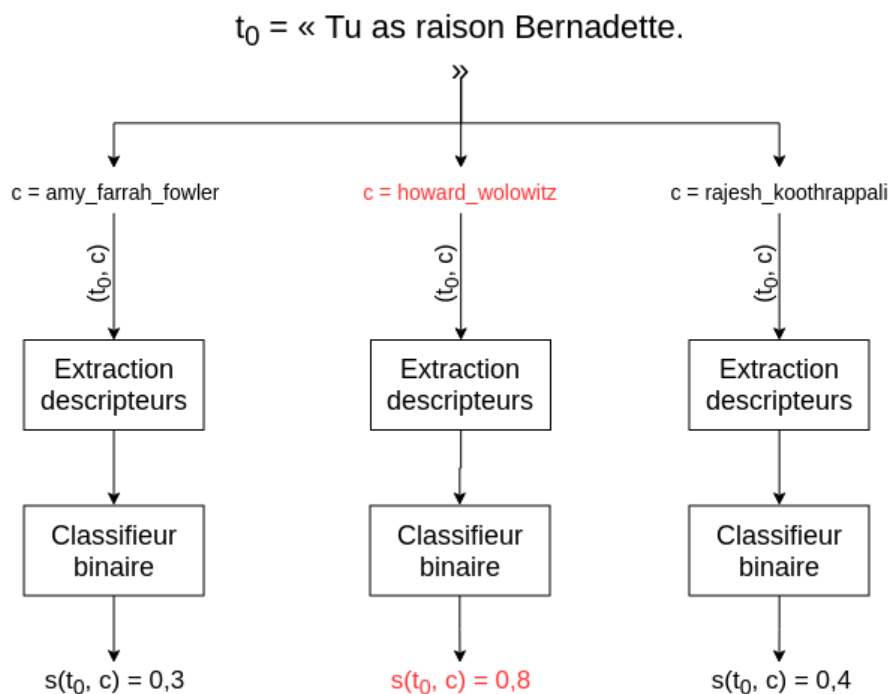 t₀ = « Tu as raison Bernadette.
»
c = amy_farrah_fowler
c = howard_wolowitz
c = rajesh_koothrappali
(t₀, c)
(t₀, c)
(t₀, c)
Extraction
descripteurs
Extraction
descripteurs
Extraction
descripteurs
Classifieur
binaire
Classifieur
binaire
Classifieur
binaire
s(t₀, c) = 0,3
s(t₀, c) = 0,8
s(t₀, c) = 0,4